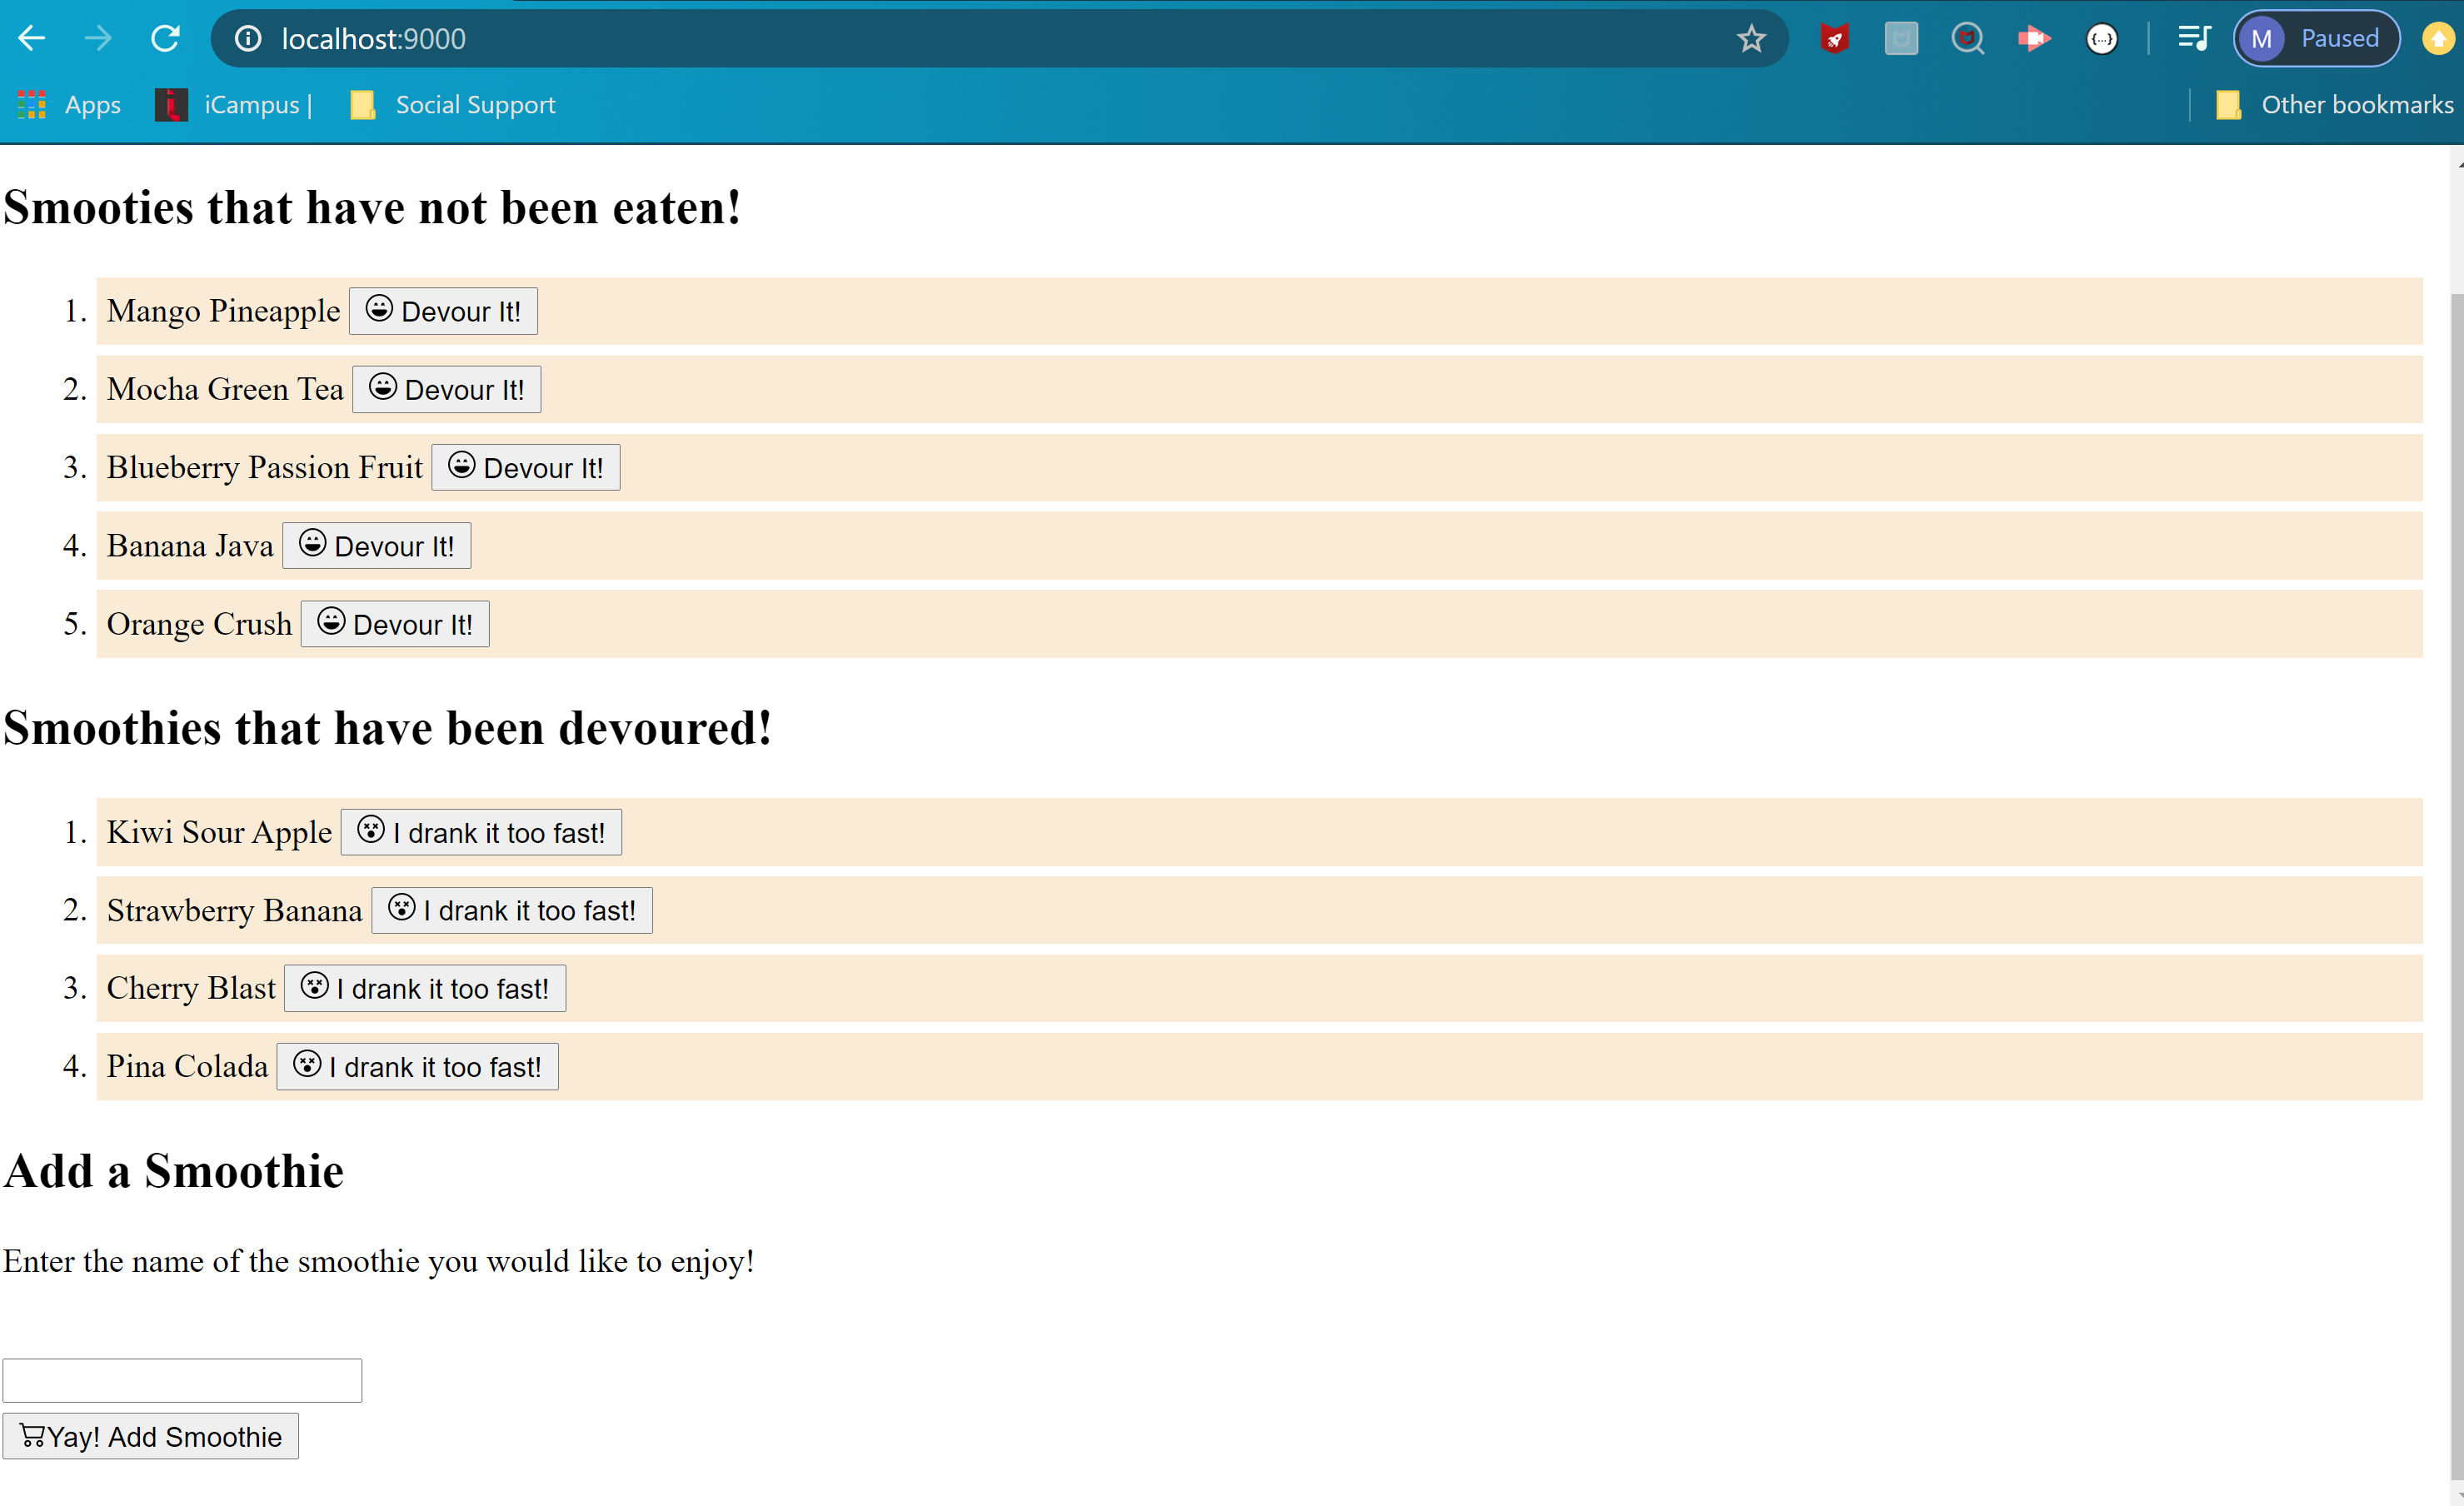 localhost:9000
M Paused
Apps iCampus | Social Support Other bookmarks
Smooties that have not been eaten!
1. Mango Pineapple Devour It!
2. Mocha Green Tea Devour It!
3. Blueberry Passion Fruit Devour It!
4. Banana Java Devour It!
5. Orange Crush Devour It!
Smoothies that have been devoured!
1. Kiwi Sour Apple I drank it too fast!
2. Strawberry Banana I drank it too fast!
3. Cherry Blast I drank it too fast!
4. Pina Colada I drank it too fast!
Add a Smoothie
Enter the name of the smoothie you would like to enjoy!
Yay! Add Smoothie